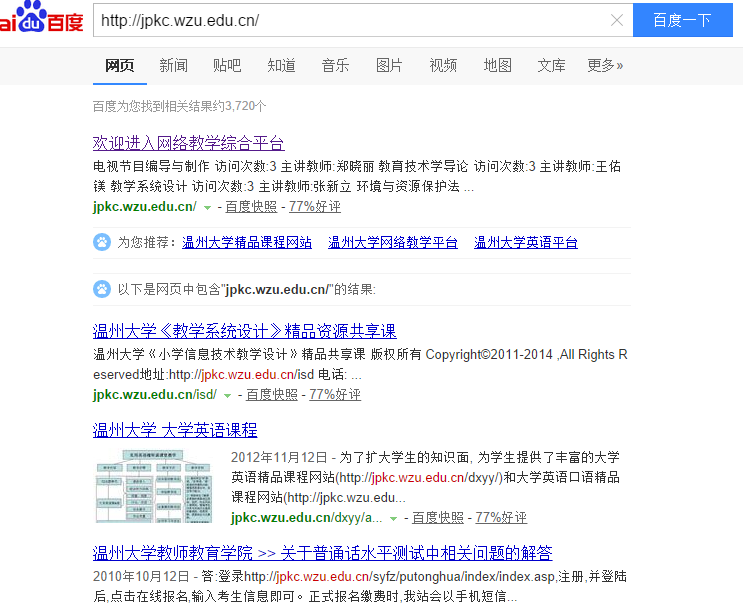 ai du 百度
http://jpkc.wzu.edu.cn/
百度一下
网页 新闻 贴吧 知道 音乐 图片 视频 地图 文库 更多»
百度为您找到相关结果约3,720个
欢迎进入网络教学综合平台
电视节目编导与制作 访问次数:3 主讲教师:郑晓丽 教育技术学导论 访问次数:3 主讲教师:王佑
镁 教学系统设计 访问次数:3 主讲教师:张新立 环境与资源保护法 ...
jpkc.wzu.edu.cn/ - 百度快照 - 77%好评
为您推荐: 温州大学精品课程网站 温州大学网络教学平台 温州大学英语平台
以下是网页中包含"jpkc.wzu.edu.cn/"的结果:
温州大学《教学系统设计》精品资源共享课
温州大学《小学信息技术教学设计》精品共享课 版权所有 Copyright©2011-2014 ,All Rights R
eserved地址:http://jpkc.wzu.edu.cn/isd 电话: ...
jpkc.wzu.edu.cn/isd/ - 百度快照 - 77%好评
温州大学 大学英语课程
2012年11月12日 - 为了扩大学生的知识面, 为学生提供了丰富的大学
英语精品课程网站(http://jpkc.wzu.edu.cn/dxyy/)和大学英语口语精品
课程网站(http://jpkc.wzu.edu...
jpkc.wzu.edu.cn/dxyy/a... - 百度快照 - 77%好评
温州大学教师教育学院 >> 关于普通话水平测试中相关问题的解答
2010年10月12日 - 答:登录http://jpkc.wzu.edu.cn/syfz/putonghua/index/index.asp,注册,并登陆
后,点击在线报名,输入考生信息即可。正式报名缴费时,我站会以手机短信...